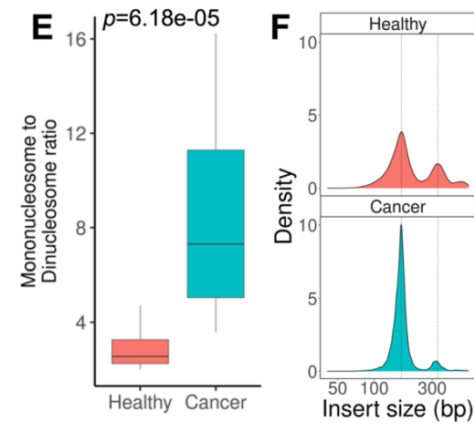 E
p=6.18e-05
Mononucleosome to
Dinucleosome ratio
16
12
8
4
Healthy
Cancer
F
Healthy
Density
10
5
0
Cancer
10
5
0
50
100
300
Insert size (bp)